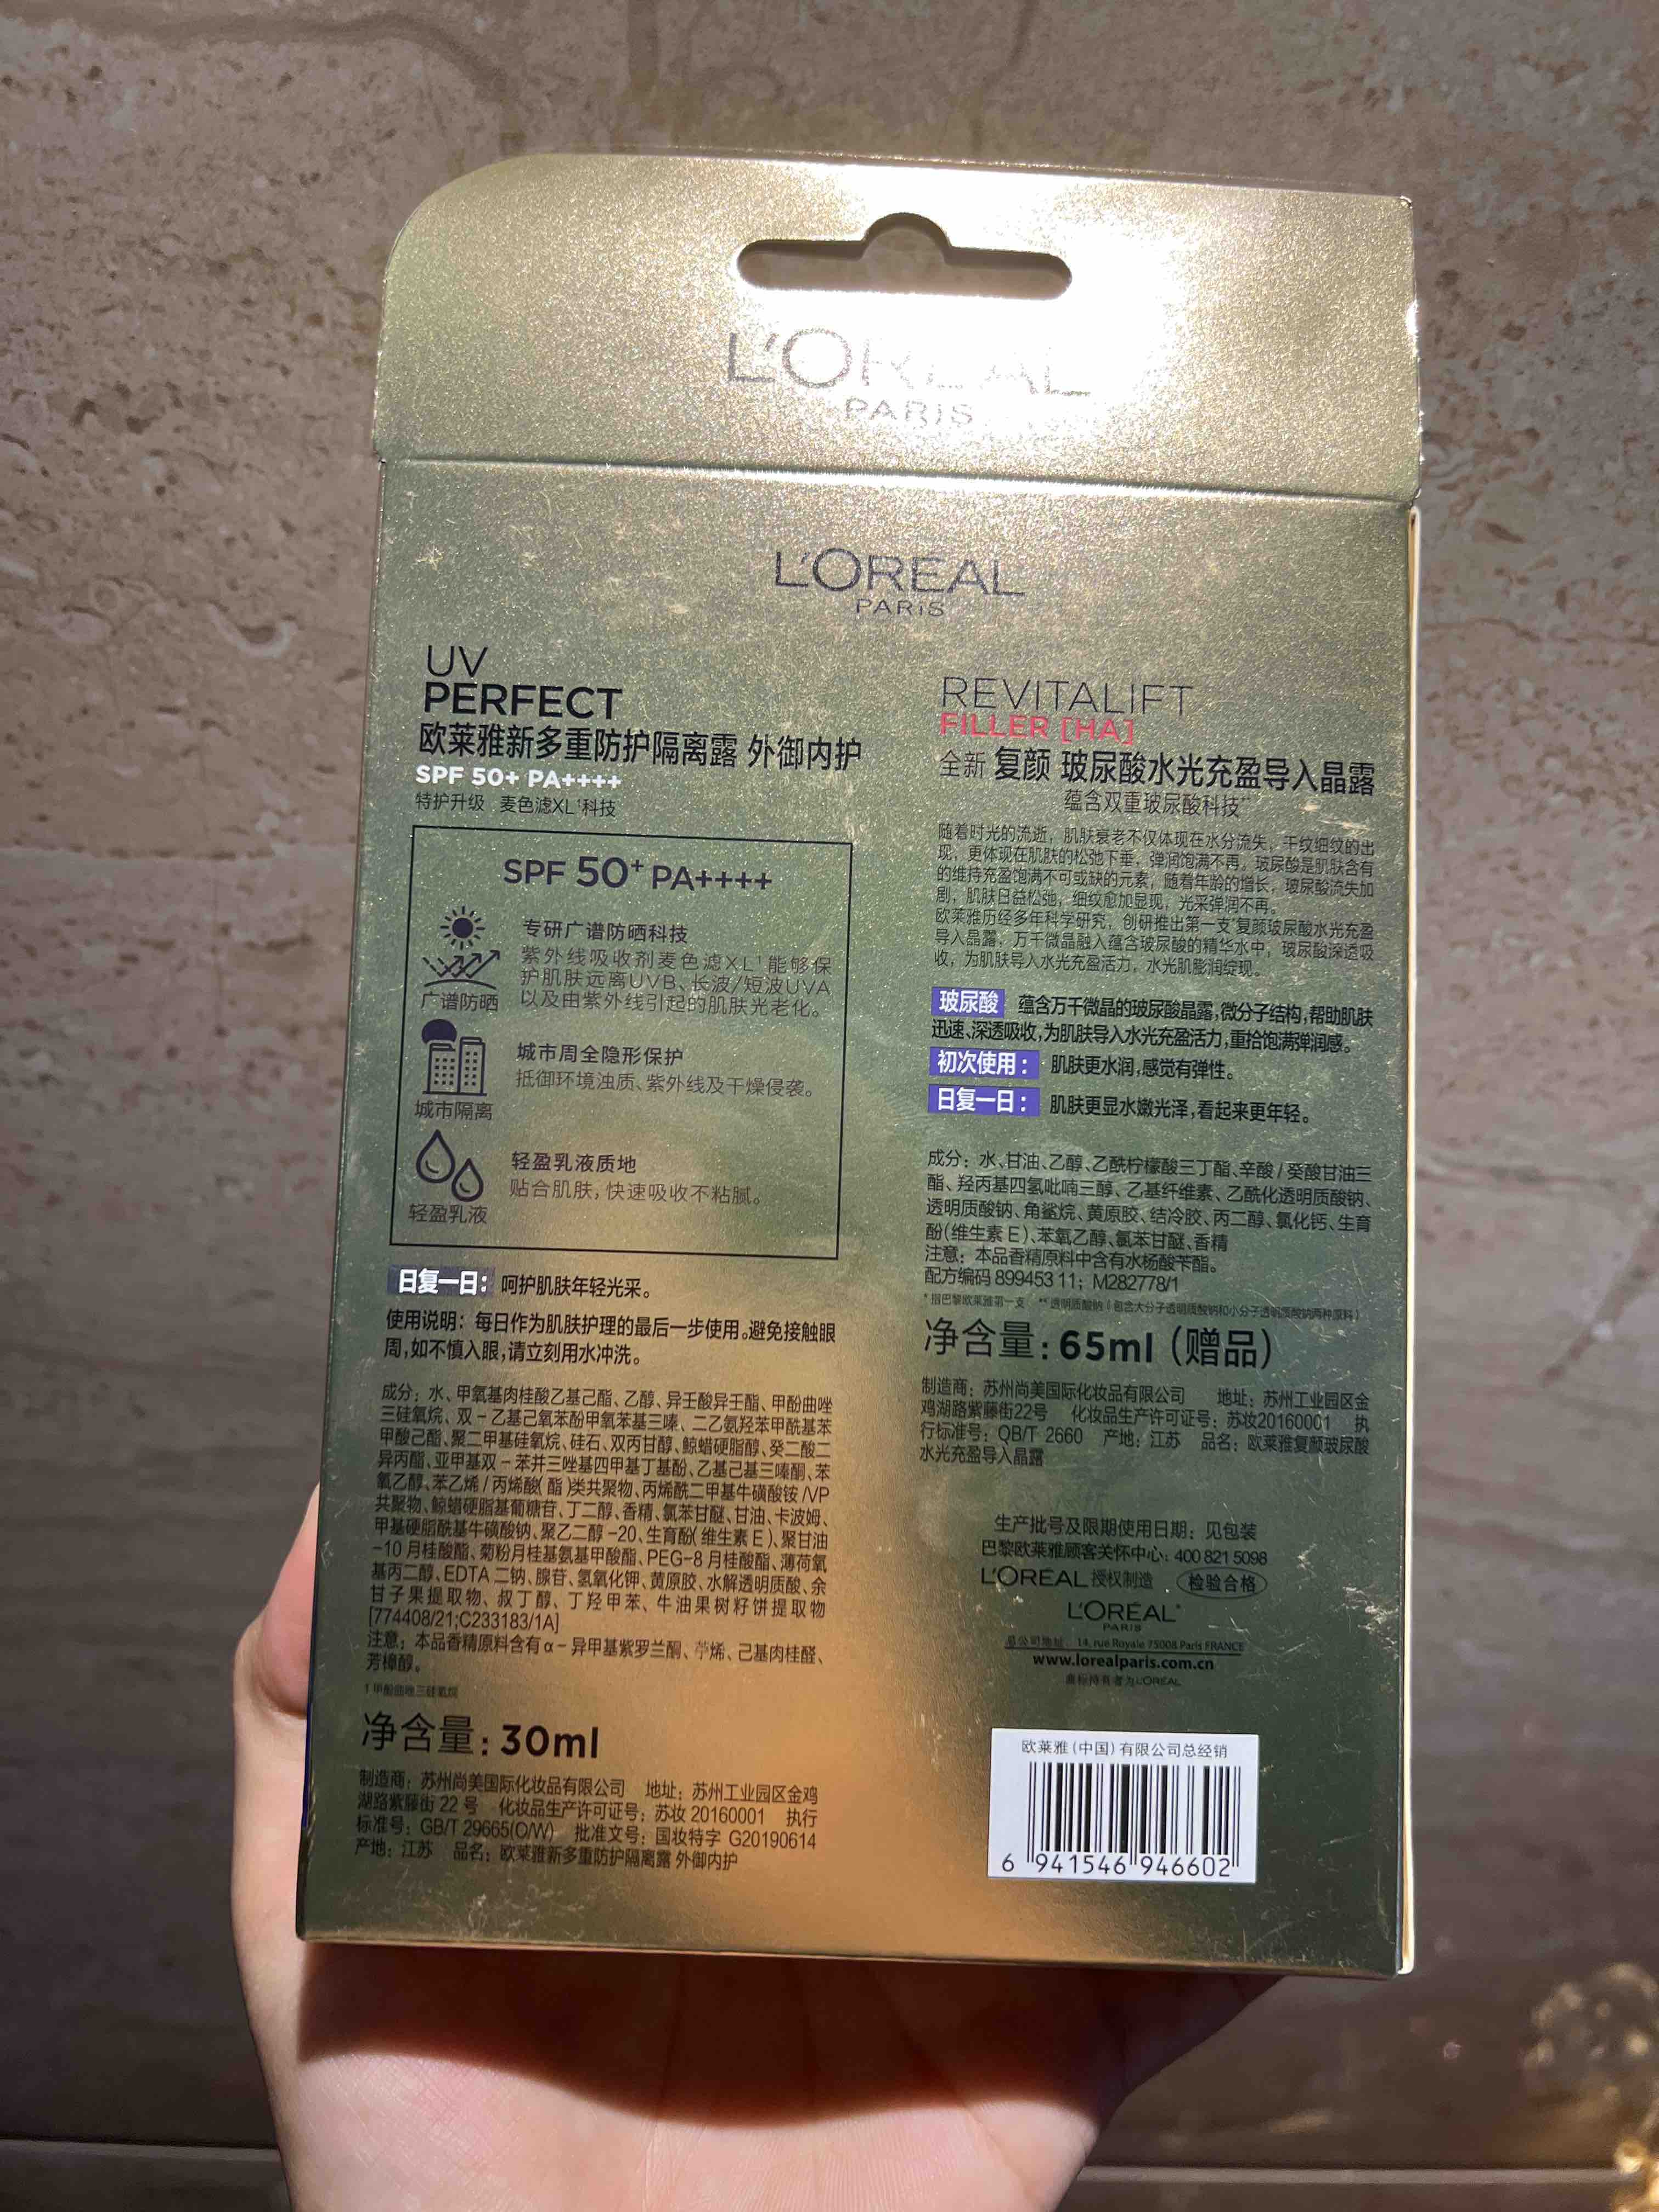 L'ORÉAL
PARIS
L'ORÉAL
PARIS
UV
PERFECT
欧莱雅新多重防护隔离露 外御内护
SPF 50+ PA++++
特护升级 麦色滤XL¹科技
SPF 50+ PA++++
广谱防晒
专研广谱防晒科技
紫外线吸收剂麦色滤XL¹能够保
护肌肤远离UVB、长波/短波UVA
以及由紫外线引起的肌肤光老化。
城市隔离
城市周全隐形保护
抵御环境浊质、紫外线及干燥侵袭。
轻盈乳液
轻盈乳液质地
贴合肌肤,快速吸收不粘腻。
日复一日: 呵护肌肤年轻光采。
使用说明: 每日作为肌肤护理的最后一步使用。避免接触眼
周,如不慎入眼,请立刻用水冲洗。
成分: 水、甲氧基肉桂酸乙基己酯、乙醇、异壬酸异壬酯、甲酚曲唑
三硅氧烷、双-乙基己氧苯酚甲氧苯基三嗪、二乙氨羟苯甲酰基苯
甲酸己酯、聚二甲基硅氧烷、硅石、双丙甘醇、鲸蜡硬脂醇、癸二酸二
异丙酯、亚甲基双-苯并三唑基四甲基丁基酚、乙基己基三嗪酮、苯
氧乙醇、苯乙烯/丙烯酸(酯)类共聚物、丙烯酰二甲基牛磺酸铵/VP
共聚物、鲸蜡硬脂基葡糖苷、丁二醇、香精、氯苯甘醚、甘油、卡波姆、
甲基硬脂酰基牛磺酸钠、聚乙二醇-20、生育酚(维生素E)、聚甘油
-10月桂酸酯、菊粉月桂基氨基甲酸酯、PEG-8月桂酸酯、薄荷氧
基丙二醇、EDTA二钠、腺苷、氢氧化钾、黄原胶、水解透明质酸、余
甘子果提取物、叔丁醇、丁羟甲苯、牛油果树籽饼提取物
[774408/21;C233183/1A]
注意: 本品香精原料含有α-异甲基紫罗兰酮、苧烯、己基肉桂醛、
芳樟醇。
1 甲酚曲唑三硅氧烷
净含量: 30ml
制造商: 苏州尚美国际化妆品有限公司 地址: 苏州工业园区金鸡
湖路紫藤街22号 化妆品生产许可证号: 苏妆20160001 执行
标准号: GB/T 29665(O/W) 批准文号: 国妆特字 G20190614
产地: 江苏 品名: 欧莱雅新多重防护隔离露 外御内护
REVITALIFT
FILLER [HA]
全新 复颜 玻尿酸水光充盈导入晶露
蕴含双重玻尿酸科技**
随着时光的流逝, 肌肤衰老不仅体现在水分流失, 干纹细纹的出
现, 更体现在肌肤的松弛下垂, 弹润饱满不再。玻尿酸是肌肤含有
的维持充盈饱满不可或缺的元素, 随着年龄的增长, 玻尿酸流失加
剧, 肌肤日益松弛, 细纹愈加显现, 光采弹润不再。
欧莱雅历经多年科学研究, 创研推出第一支*复颜玻尿酸水光充盈
导入晶露, 万千微晶融入蕴含玻尿酸的精华水中, 玻尿酸深透吸
收, 为肌肤导入水光充盈活力, 水光肌膨润绽现。
玻尿酸 蕴含万千微晶的玻尿酸晶露,微分子结构,帮助肌肤
迅速、深透吸收,为肌肤导入水光充盈活力,重拾饱满弹润感。
初次使用: 肌肤更水润,感觉有弹性。
日复一日: 肌肤更显水嫩光泽,看起来更年轻。
成分: 水、甘油、乙醇、乙酰柠檬酸三丁酯、辛酸/癸酸甘油三
酯、羟丙基四氢吡喃三醇、乙基纤维素、乙酰化透明质酸钠、
透明质酸钠、角鲨烷、黄原胶、结冷胶、丙二醇、氯化钙、生育
酚(维生素E)、苯氧乙醇、氯苯甘醚、香精
注意: 本品香精原料中含有水杨酸苄酯。
配方编码 899453 11; M282778/1
*指巴黎欧莱雅第一支 **透明质酸钠(包含大分子透明质酸钠和小分子透明质酸钠两种原料)
净含量: 65ml (赠品)
制造商: 苏州尚美国际化妆品有限公司 地址: 苏州工业园区金
鸡湖路紫藤街22号 化妆品生产许可证号: 苏妆20160001 执
行标准号: QB/T 2660 产地: 江苏 品名: 欧莱雅复颜玻尿酸
水光充盈导入晶露
生产批号及限期使用日期: 见包装
巴黎欧莱雅顾客关怀中心: 400 821 5098
L'ORÉAL 授权制造 检验合格
L'ORÉAL
PARIS
总公司地址: 14, rue Royale 75008 Paris FRANCE
www.lorealparis.com.cn
商标持有者为L'ORÉAL
欧莱雅(中国)有限公司总经销
6 941546 946602